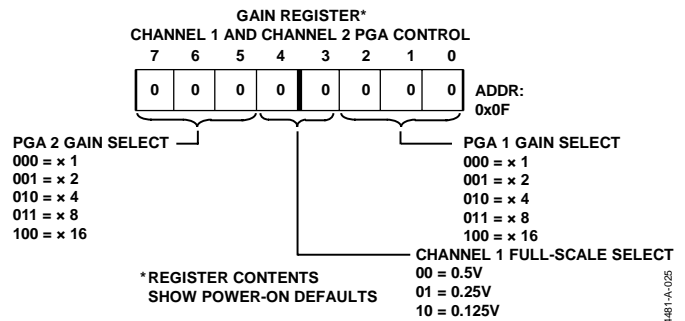 GAIN REGISTER*
CHANNEL 1 AND CHANNEL 2 PGA CONTROL
7 6 5 4 3 2 1 0
0 0 0 0 0 0 0 0 ADDR:
0x0F
PGA 2 GAIN SELECT
000 = × 1
001 = × 2
010 = × 4
011 = × 8
100 = × 16
PGA 1 GAIN SELECT
000 = × 1
001 = × 2
010 = × 4
011 = × 8
100 = × 16
CHANNEL 1 FULL-SCALE SELECT
00 = 0.5V
01 = 0.25V
10 = 0.125V
*REGISTER CONTENTS
SHOW POWER-ON DEFAULTS
4481-A-025